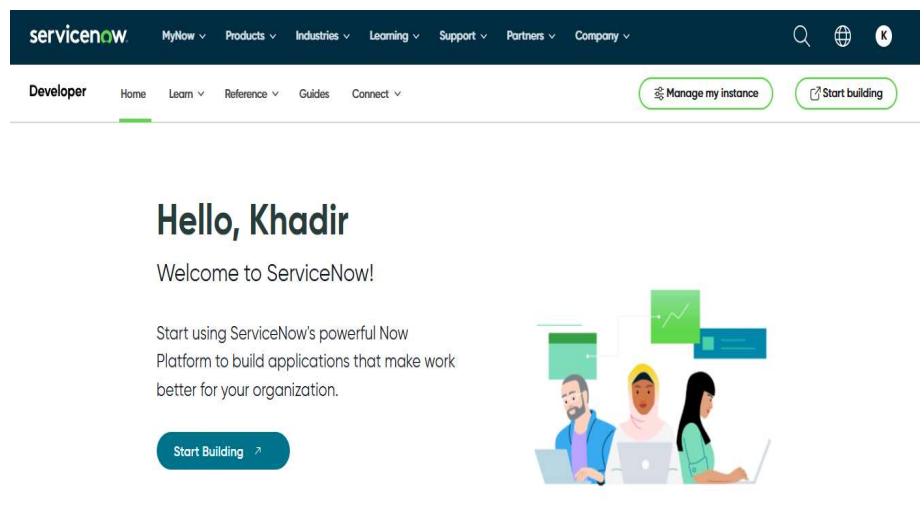 servicenow.
MyNow Products Industries Learning Support Partners Company K
Developer Home Learn Reference Guides Connect Manage my instance Start building
Hello, Khadir
Welcome to ServiceNow!
Start using ServiceNow's powerful Now
Platform to build applications that make work
better for your organization.
Start Building